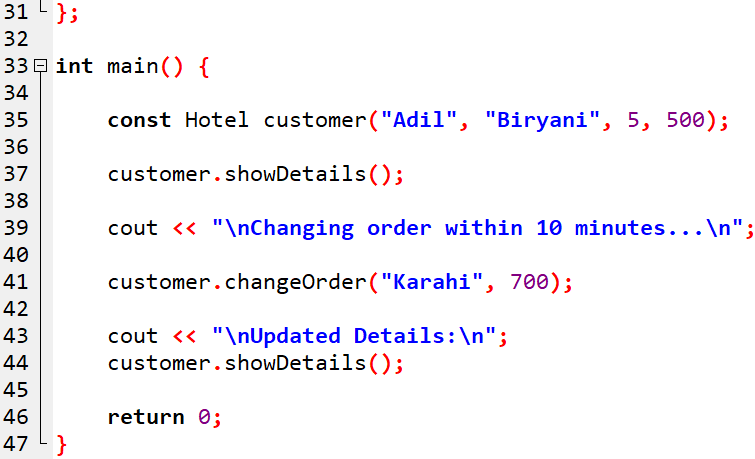 31 };
32
33 int main() {
34
35     const Hotel customer("Adil", "Biryani", 5, 500);
36
37     customer.showDetails();
38
39     cout << "\nChanging order within 10 minutes...\n";
40
41     customer.changeOrder("Karahi", 700);
42
43     cout << "\nUpdated Details:\n";
44     customer.showDetails();
45
46     return 0;
47 }